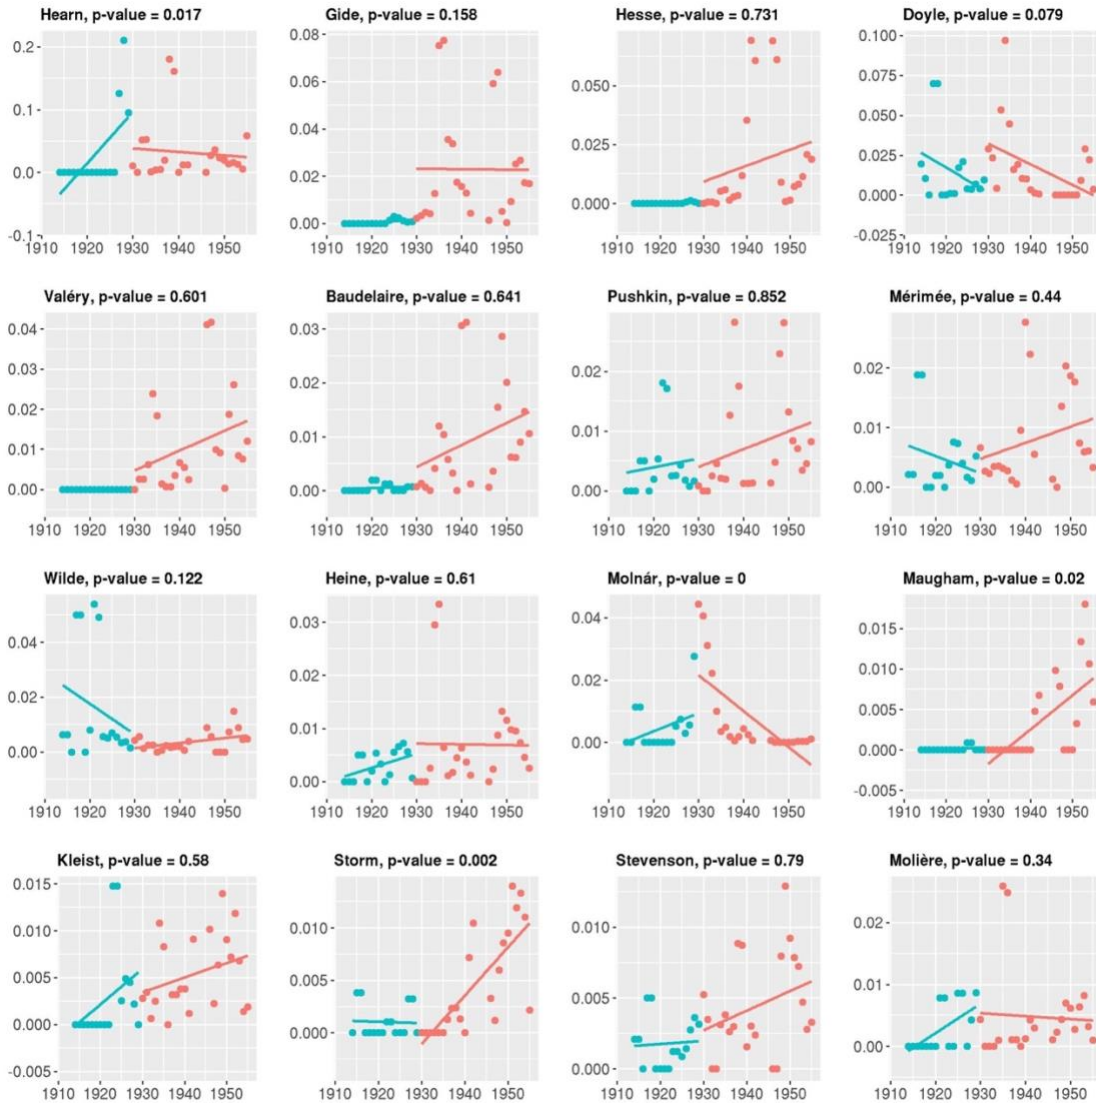 Hearn, p-value = 0.017
0.2
0.1
0.0
-0.1
1910 1920 1930 1940 1950
Gide, p-value = 0.158
0.08
0.06
0.04
0.02
0.00
1910 1920 1930 1940 1950
Hesse, p-value = 0.731
0.050
0.025
0.000
1910 1920 1930 1940 1950
Doyle, p-value = 0.079
0.100
0.075
0.050
0.025
0.000
-0.025
1910 1920 1930 1940 1950
Valéry, p-value = 0.601
0.04
0.03
0.02
0.01
0.00
1910 1920 1930 1940 1950
Baudelaire, p-value = 0.641
0.03
0.02
0.01
0.00
1910 1920 1930 1940 1950
Pushkin, p-value = 0.852
0.02
0.01
0.00
1910 1920 1930 1940 1950
Mérimée, p-value = 0.44
0.02
0.01
0.00
1910 1920 1930 1940 1950
Wilde, p-value = 0.122
0.04
0.02
0.00
1910 1920 1930 1940 1950
Heine, p-value = 0.61
0.03
0.02
0.01
0.00
1910 1920 1930 1940 1950
Molnár, p-value = 0
0.04
0.02
0.00
1910 1920 1930 1940 1950
Maugham, p-value = 0.02
0.015
0.010
0.005
0.000
-0.005
1910 1920 1930 1940 1950
Kleist, p-value = 0.58
0.015
0.010
0.005
0.000
-0.005
1910 1920 1930 1940 1950
Storm, p-value = 0.002
0.010
0.005
0.000
1910 1920 1930 1940 1950
Stevenson, p-value = 0.79
0.010
0.005
0.000
1910 1920 1930 1940 1950
Molière, p-value = 0.34
0.02
0.01
0.00
1910 1920 1930 1940 1950